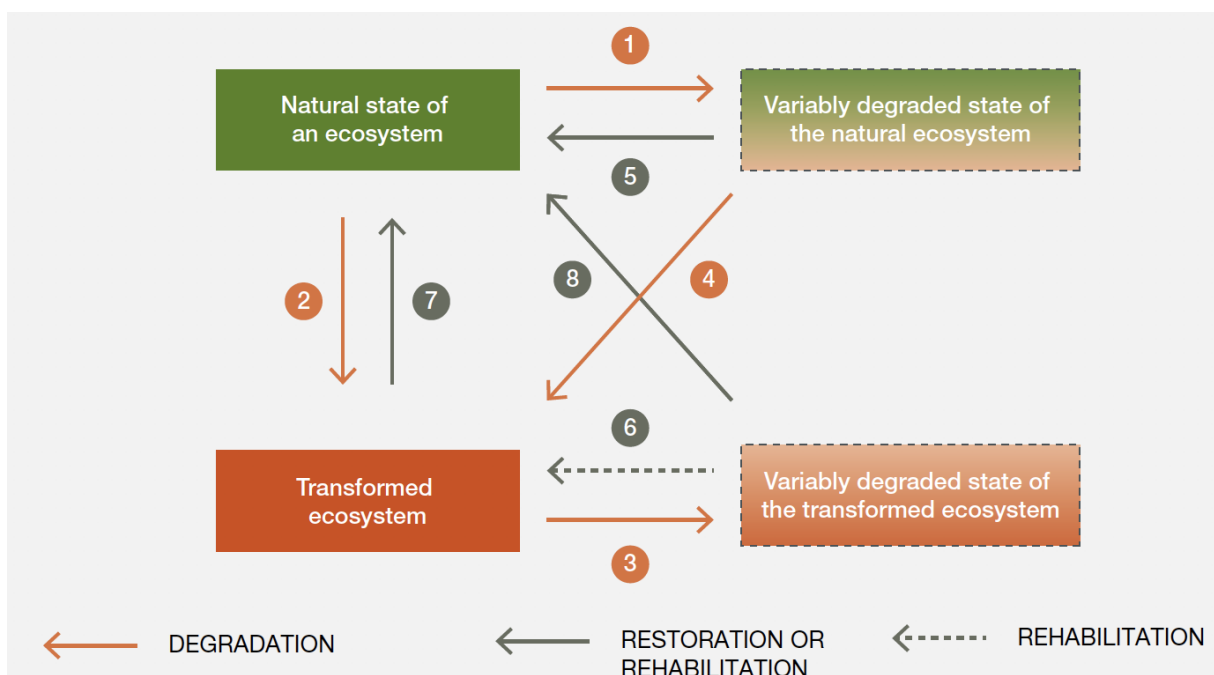 1
Natural state of
an ecosystem
Variably degraded state of
the natural ecosystem
5
2
7
8
4
6
Transformed
ecosystem
Variably degraded state of
the transformed ecosystem
3
DEGRADATION
RESTORATION OR
REHABILITATION
REHABILITATION